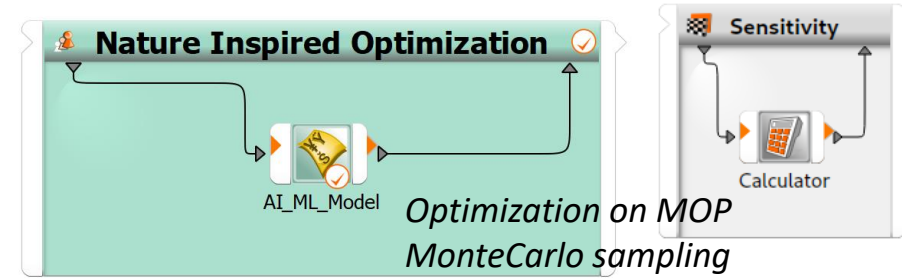 Nature Inspired Optimization
AI_ML_Model
Optimization on MOP
MonteCarlo sampling
Sensitivity
Calculator